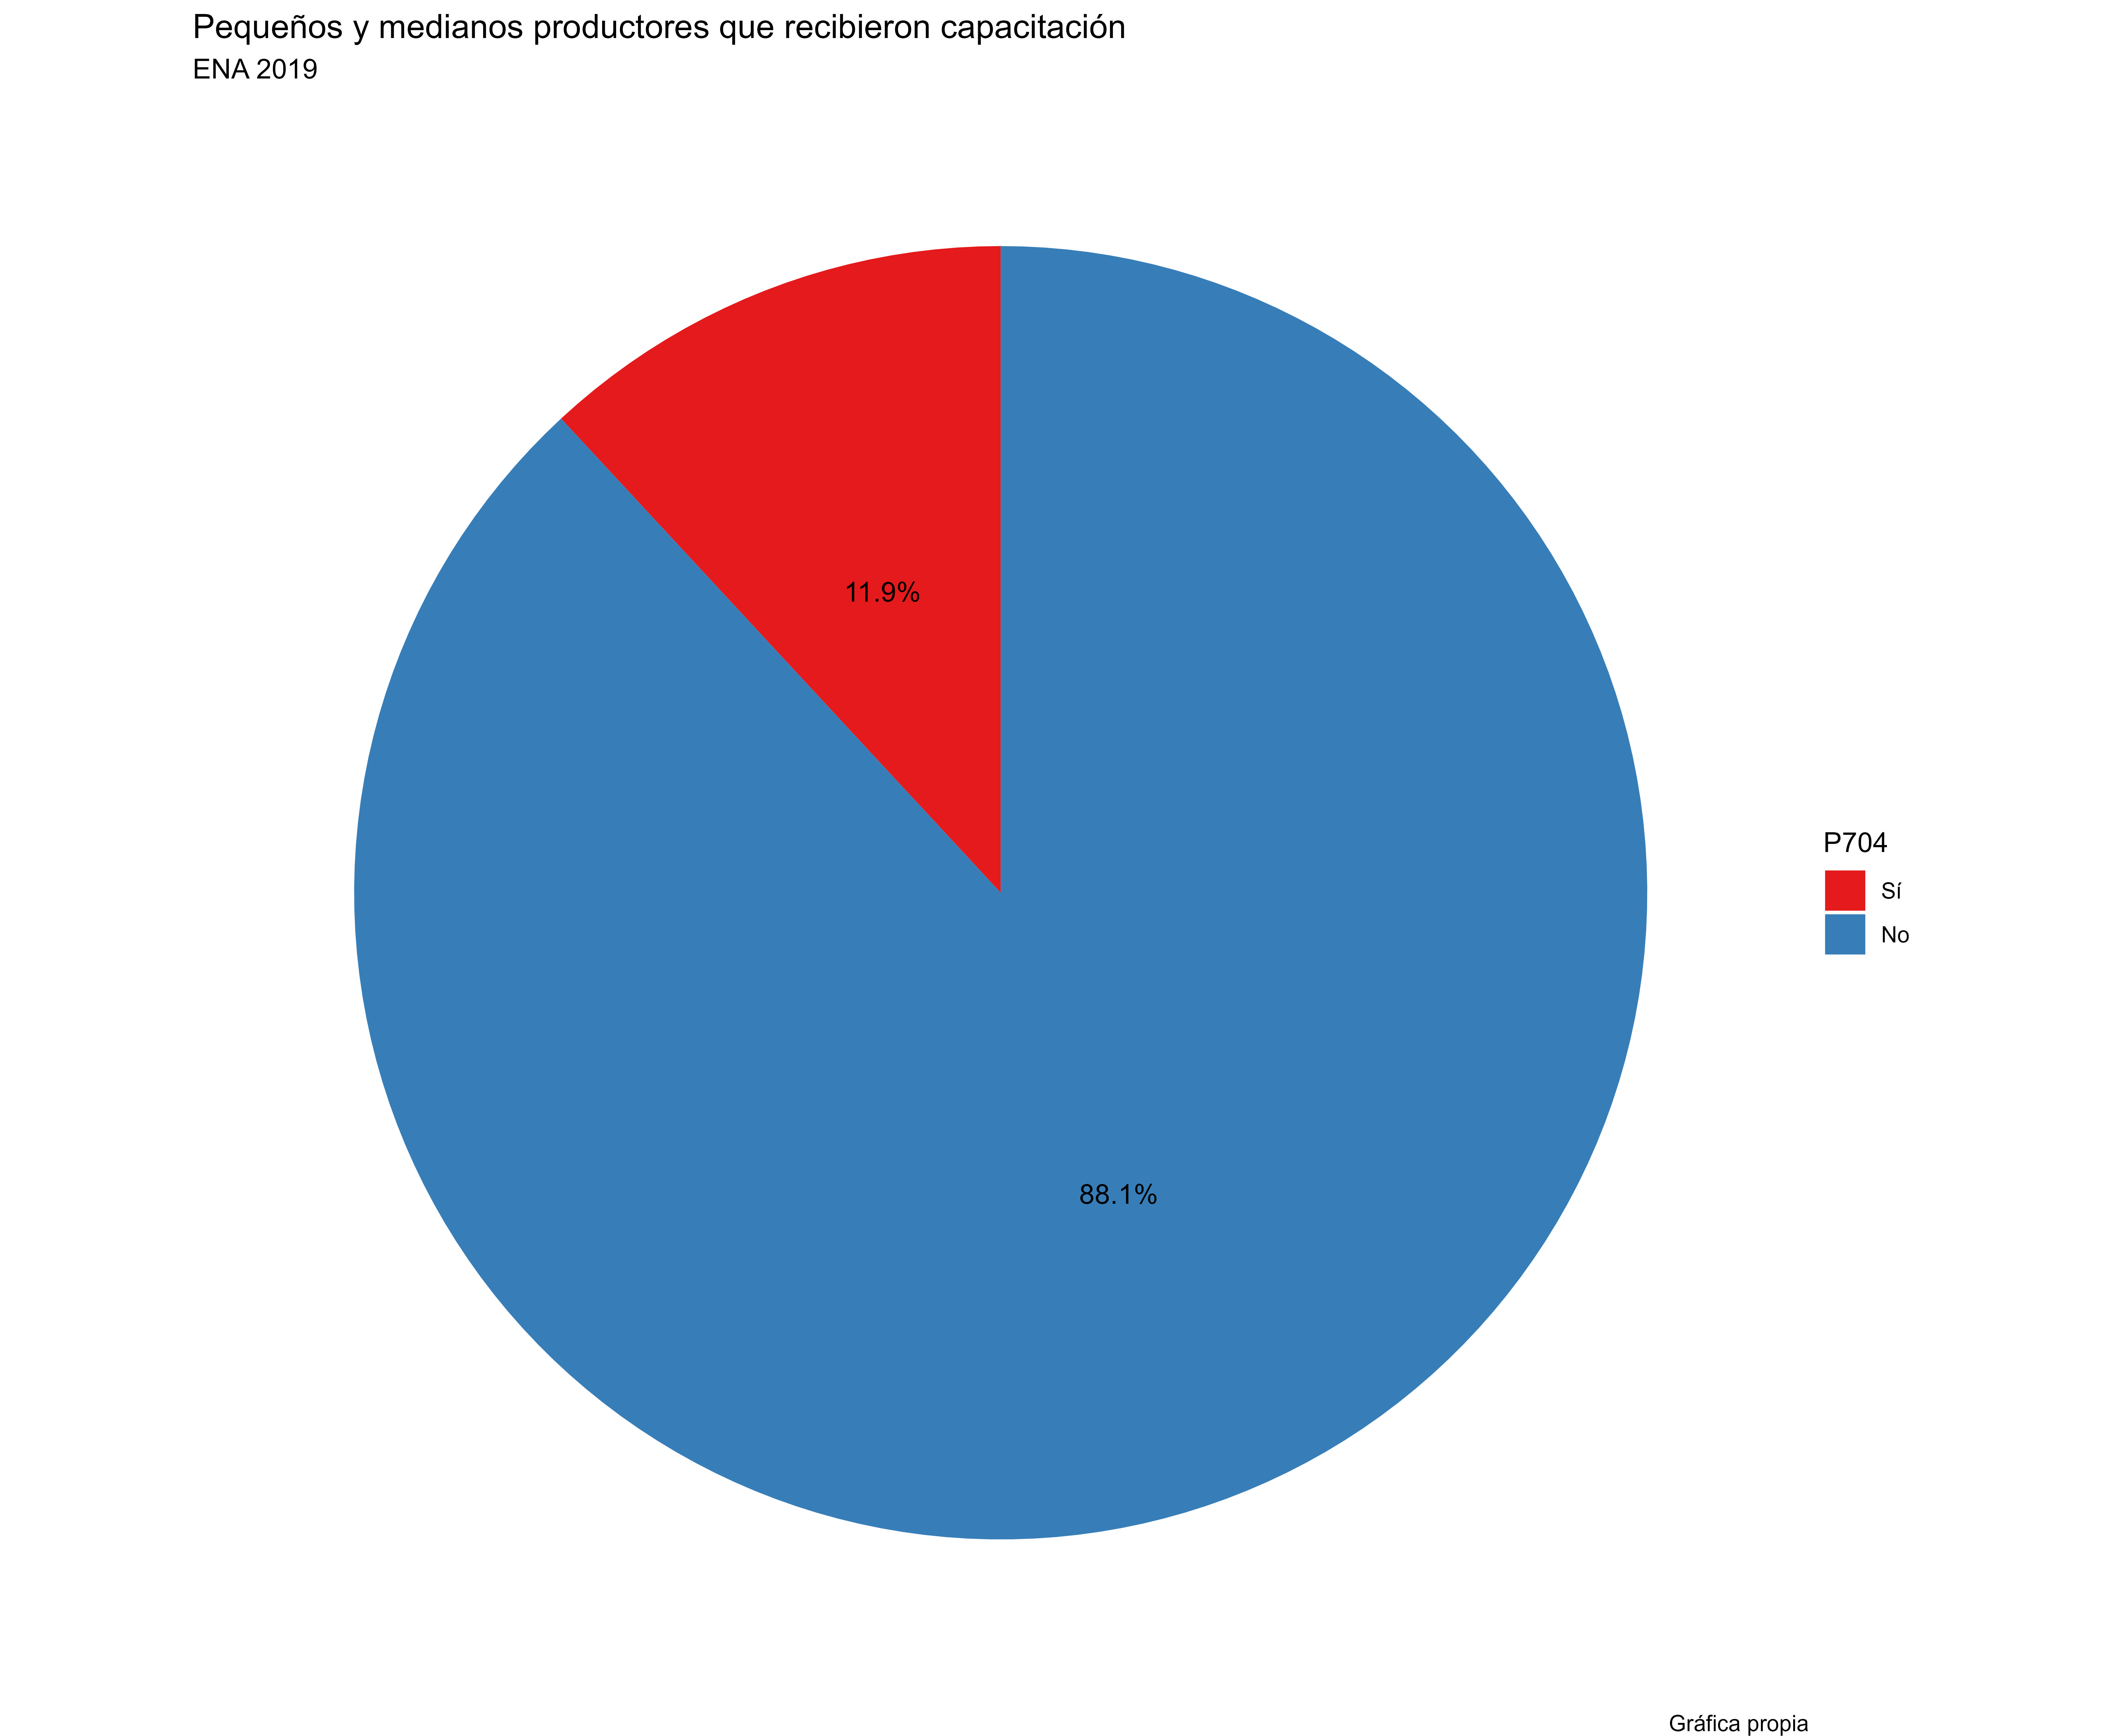 Pequeños y medianos productores que recibieron capacitación
ENA 2019
11.9%
88.1%
P704
Sí
No
Gráfica propia